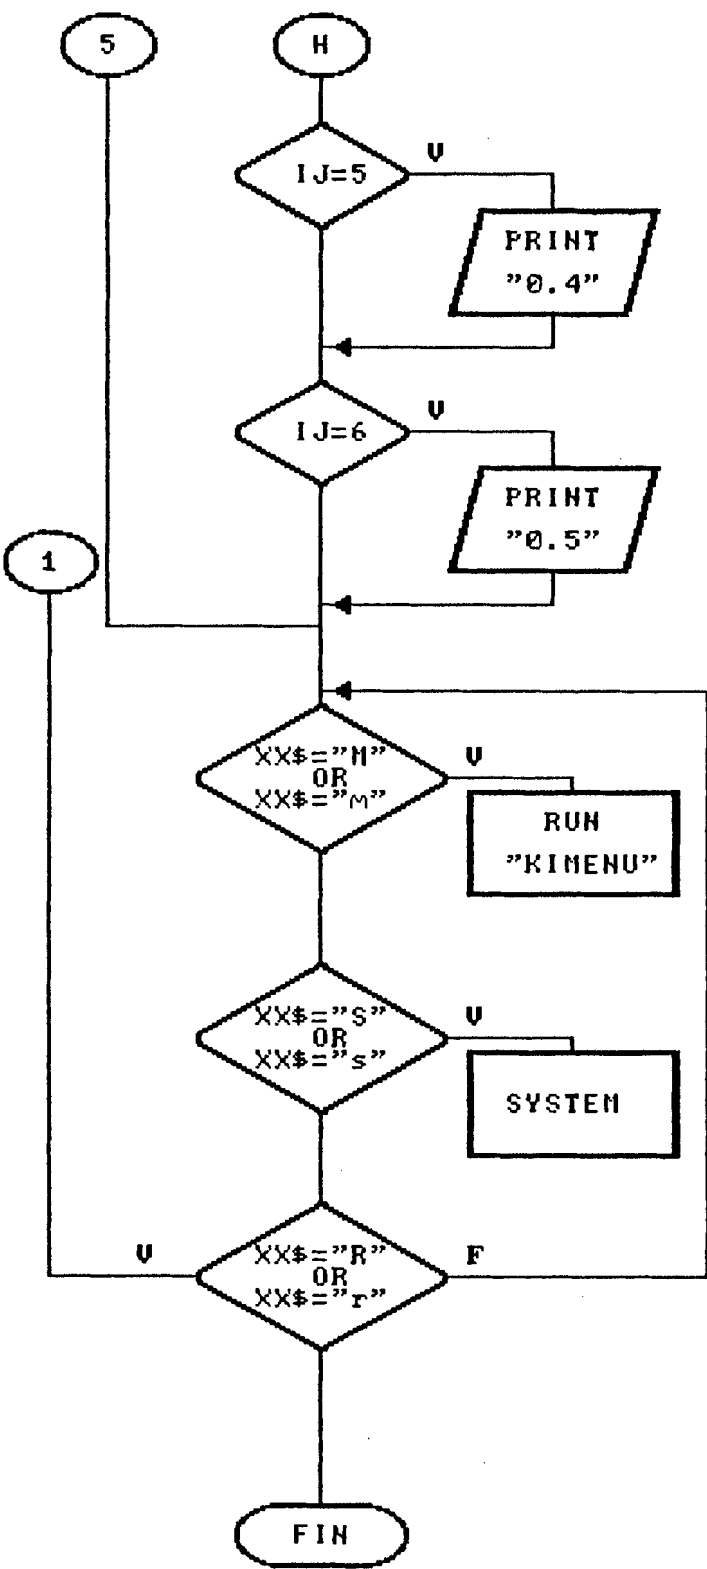 5
H
IJ=5
V
PRINT
"0.4"
IJ=6
V
PRINT
"0.5"
1
XX$="M"
OR
XX$="m"
V
RUN
"KIMENU"
XX$="S"
OR
XX$="s"
V
SYSTEM
V
XX$="R"
OR
XX$="r"
F
FIN